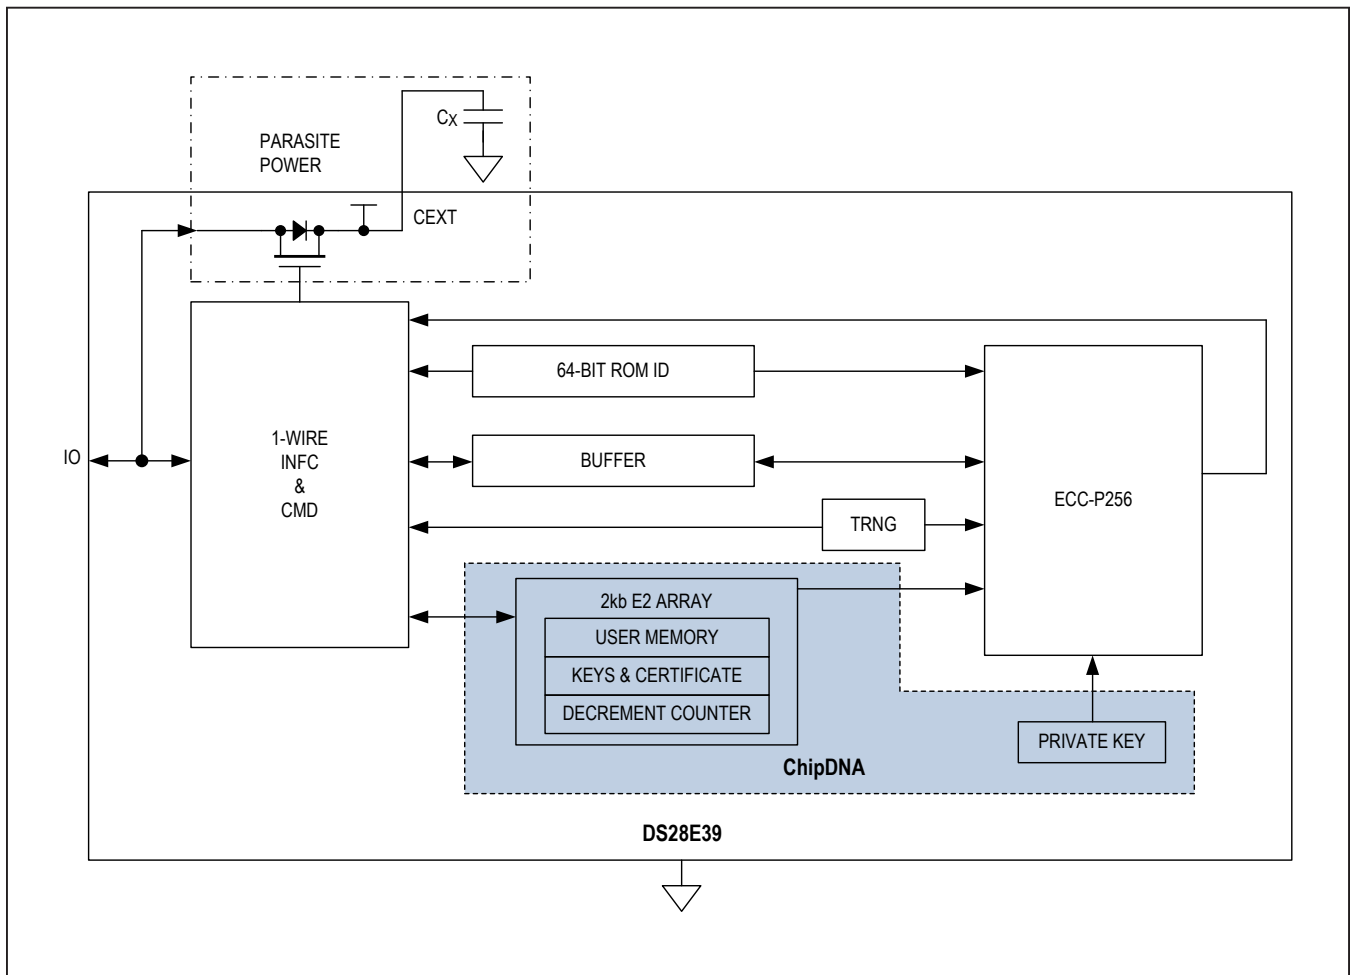 PARASITE
POWER
CX
CEXT
64-BIT ROM ID
1-WIRE
INFC
&
CMD
IO
BUFFER
ECC-P256
TRNG
2kb E2 ARRAY
USER MEMORY
KEYS & CERTIFICATE
DECREMENT COUNTER
PRIVATE KEY
ChipDNA
DS28E39